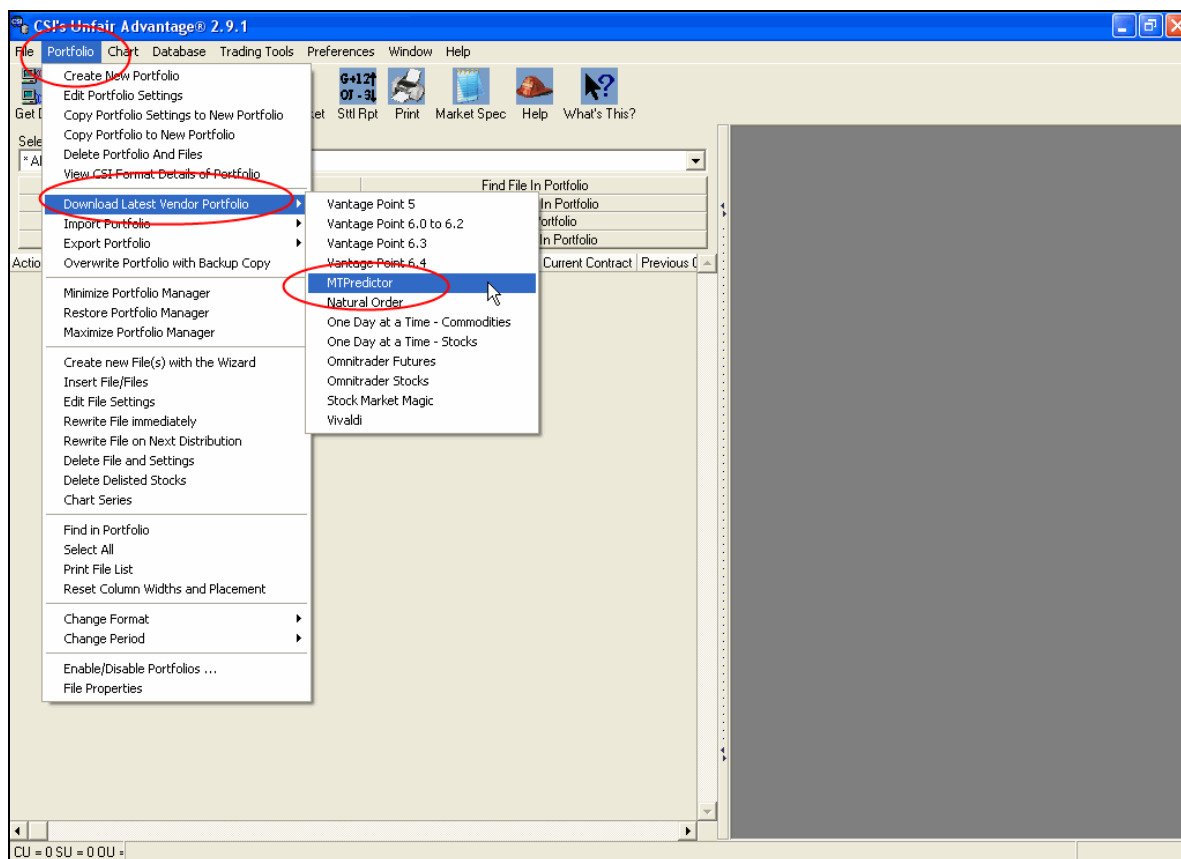 CSI's Unfair Advantage® 2.9.1
File Portfolio Chart Database Trading Tools Preferences Window Help
G+12↑
OJ - 3↓
Sttl Rpt Print Market Spec Help What's This?
Create New Portfolio
Edit Portfolio Settings
Copy Portfolio Settings to New Portfolio
Copy Portfolio to New Portfolio
Delete Portfolio And Files
View CSI Format Details of Portfolio
Download Latest Vendor Portfolio
Import Portfolio
Export Portfolio
Overwrite Portfolio with Backup Copy
Minimize Portfolio Manager
Restore Portfolio Manager
Maximize Portfolio Manager
Create new File(s) with the Wizard
Insert File/Files
Edit File Settings
Rewrite File immediately
Rewrite File on Next Distribution
Delete File and Settings
Delete Delisted Stocks
Chart Series
Find in Portfolio
Select All
Print File List
Reset Column Widths and Placement
Change Format
Change Period
Enable/Disable Portfolios ...
File Properties
Find File In Portfolio
In Portfolio
In Portfolio
Vantage Point 5
Vantage Point 6.0 to 6.2
Vantage Point 6.3
Vantage Point 6.4
MTPredictor
Natural Order
One Day at a Time - Commodities
One Day at a Time - Stocks
Omnitrader Futures
Omnitrader Stocks
Stock Market Magic
Vivaldi
Current Contract Previous
CU = 0 SU = 0 OU =